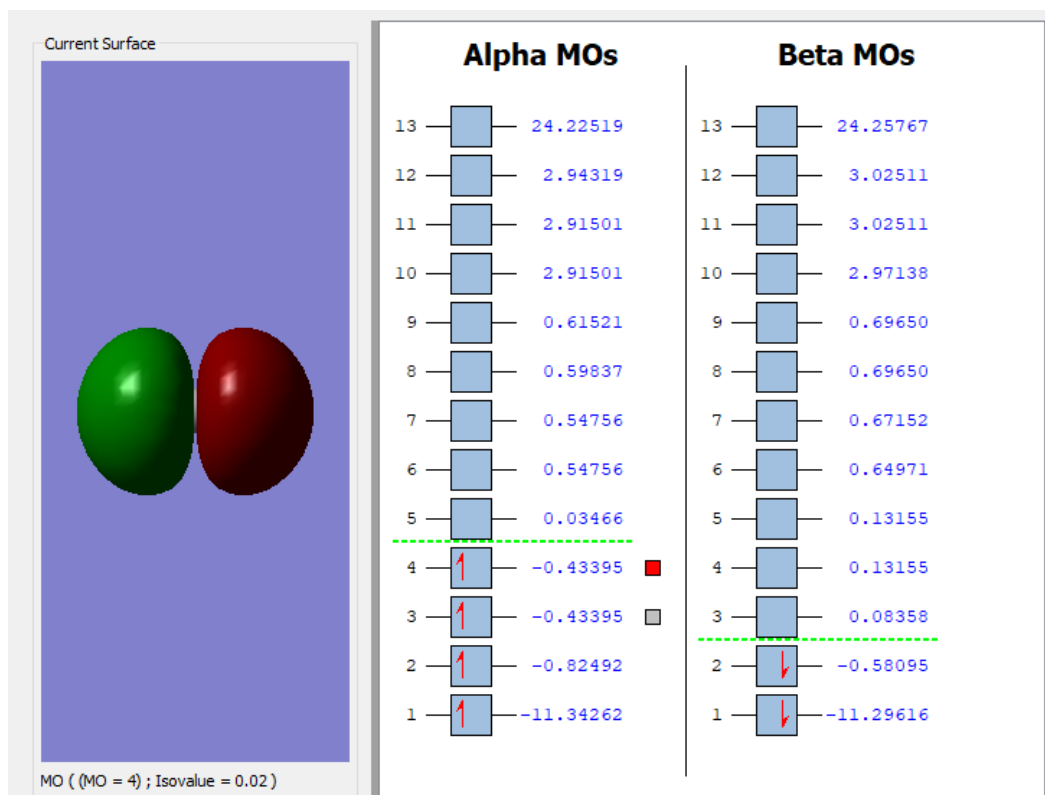 Current Surface
Alpha MOs Beta MOs
13 24.22519 13 24.25767
12 2.94319 12 3.02511
11 2.91501 11 3.02511
10 2.91501 10 2.97138
9 0.61521 9 0.69650
8 0.59837 8 0.69650
7 0.54756 7 0.67152
6 0.54756 6 0.64971
5 0.03466 5 0.13155
4 -0.43395 4 0.13155
3 -0.43395 3 0.08358
2 -0.82492 2 -0.58095
1 -11.34262 1 -11.29616
MO ( (MO = 4) ; Isovalue = 0.02 )